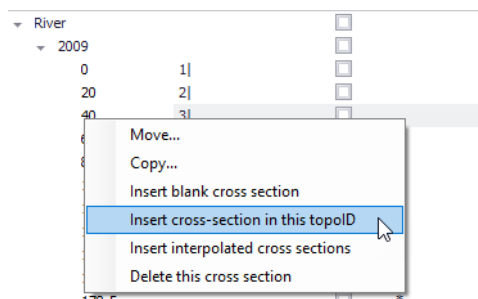 River
2009
0 1|
20 2|
40 3|
Move...
Copy...
Insert blank cross section
Insert cross-section in this topoID
Insert interpolated cross sections
Delete this cross section